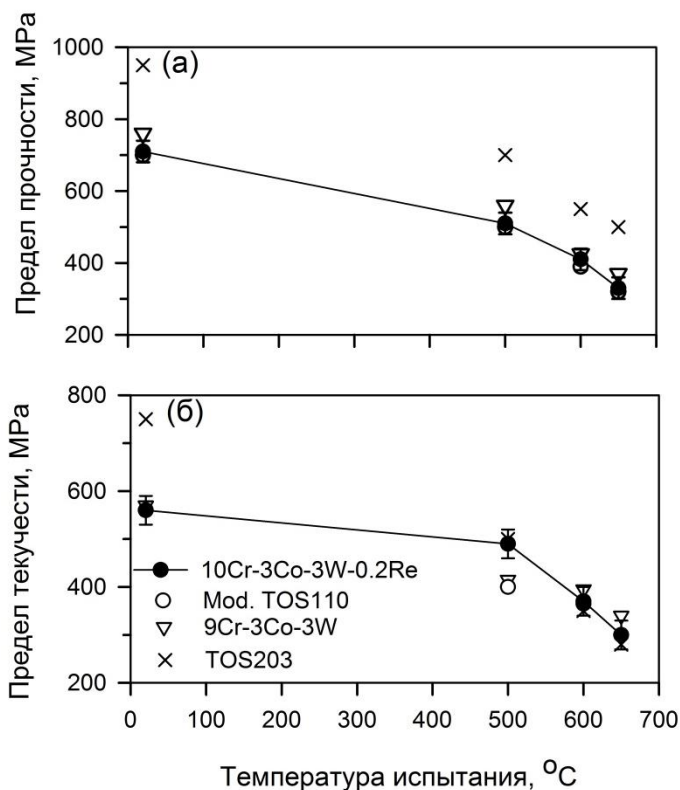 1000
(а)
800
600
400
200
Предел прочности, MPa
800
(б)
600
400
200
Предел текучести, MPa
10Cr-3Co-3W-0.2Re
Mod. TOS110
9Cr-3Co-3W
TOS203
0 100 200 300 400 500 600 700
Температура испытания, °C